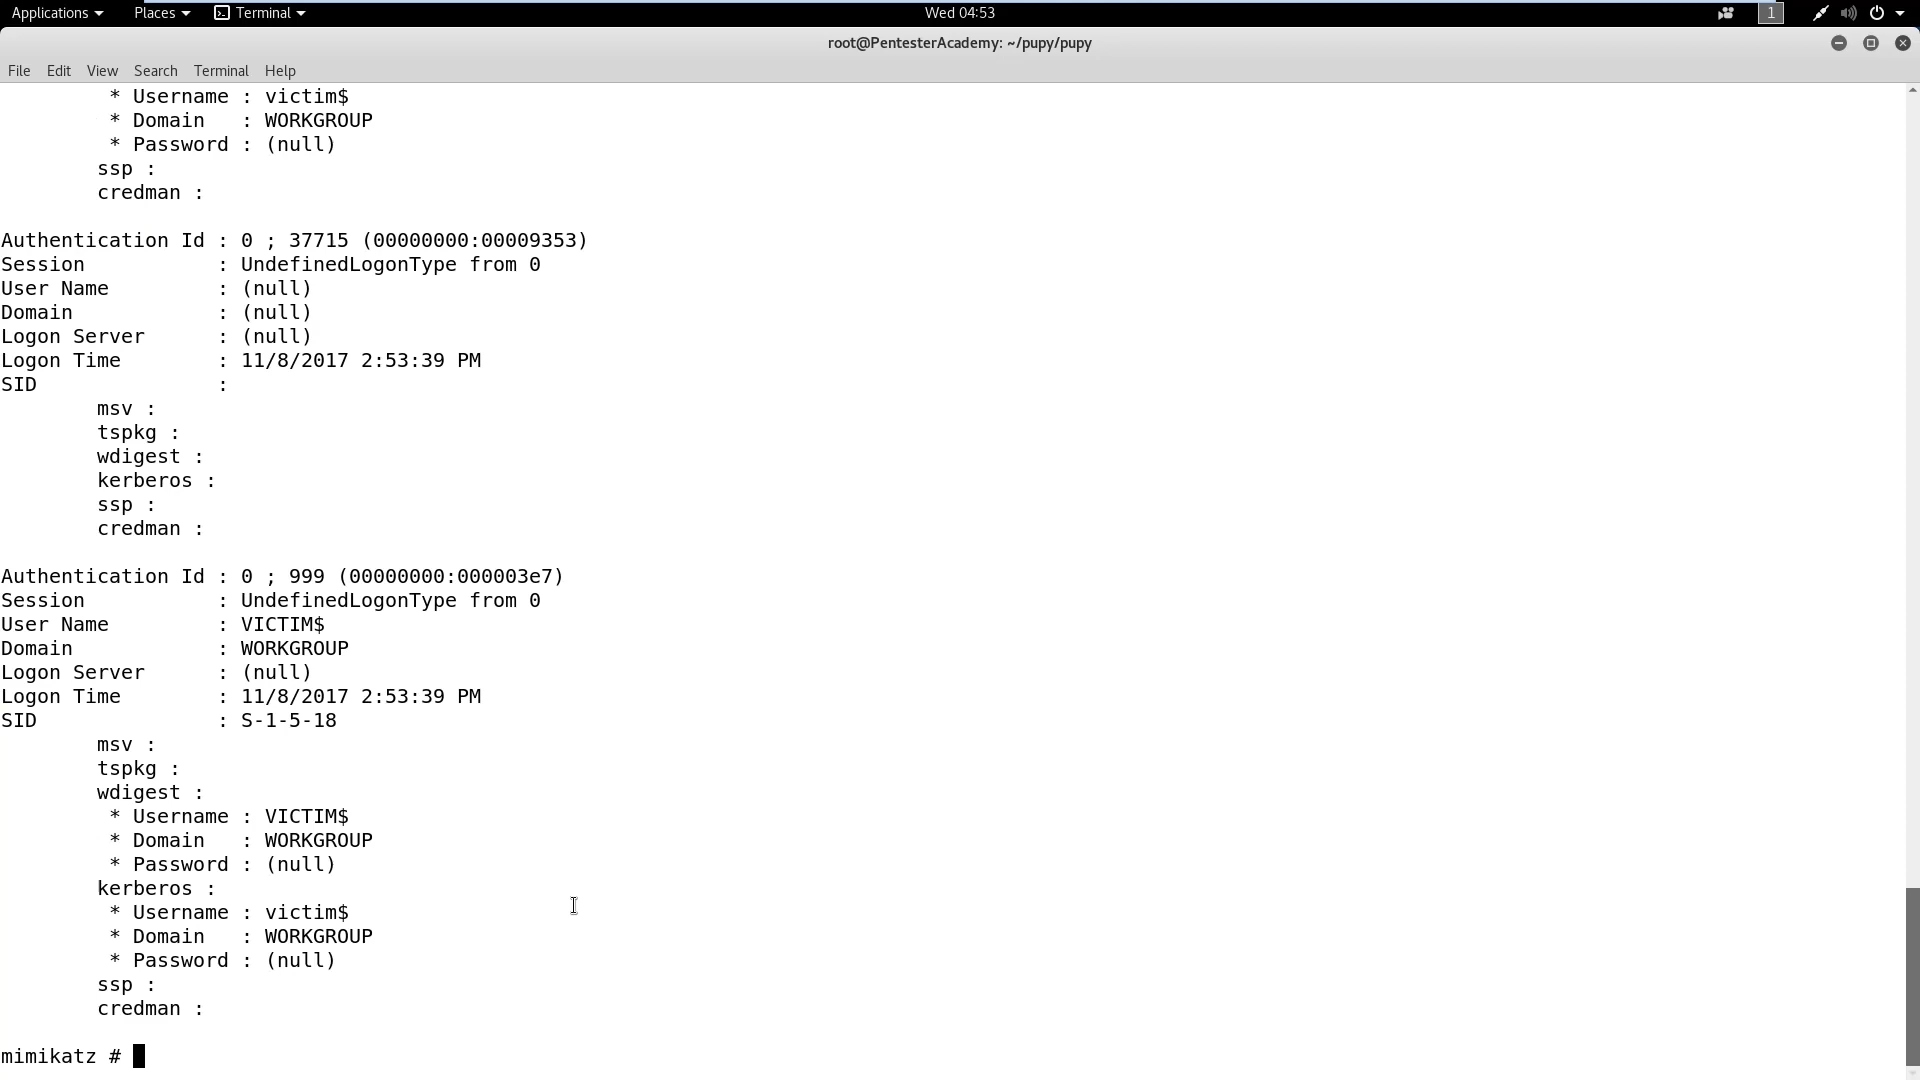 Applications Places Terminal Wed 04:53 1
root@PentesterAcademy: ~/pupy/pupy
File Edit View Search Terminal Help
* Username : victim$
* Domain   : WORKGROUP
* Password : (null)
ssp :
credman :
Authentication Id : 0 ; 37715 (00000000:00009353)
Session           : UndefinedLogonType from 0
User Name         : (null)
Domain            : (null)
Logon Server      : (null)
Logon Time        : 11/8/2017 2:53:39 PM
SID               :
msv :
tspkg :
wdigest :
kerberos :
ssp :
credman :
Authentication Id : 0 ; 999 (00000000:000003e7)
Session           : UndefinedLogonType from 0
User Name         : VICTIM$
Domain            : WORKGROUP
Logon Server      : (null)
Logon Time        : 11/8/2017 2:53:39 PM
SID               : S-1-5-18
msv :
tspkg :
wdigest :
* Username : VICTIM$
* Domain   : WORKGROUP
* Password : (null)
kerberos :
* Username : victim$
* Domain   : WORKGROUP
* Password : (null)
ssp :
credman :
mimikatz #